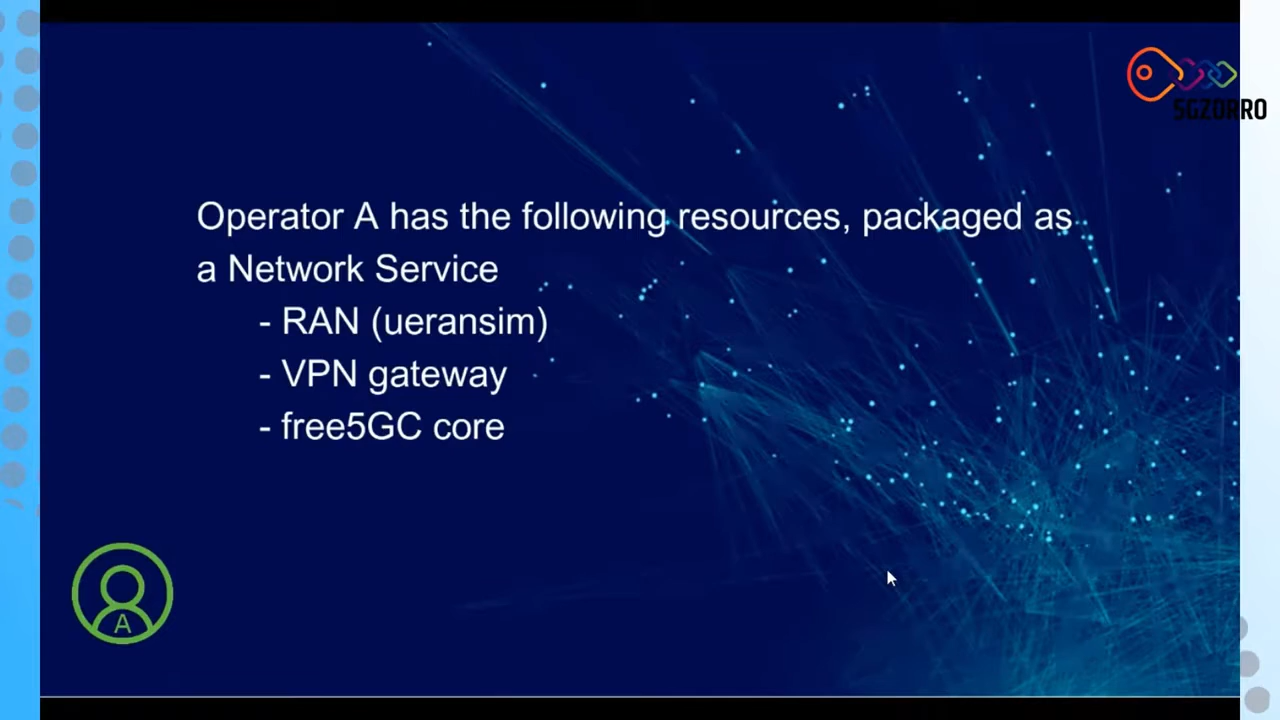 5GZORRO
Operator A has the following resources, packaged as
a Network Service
- RAN (ueransim)
- VPN gateway
- free5GC core
A